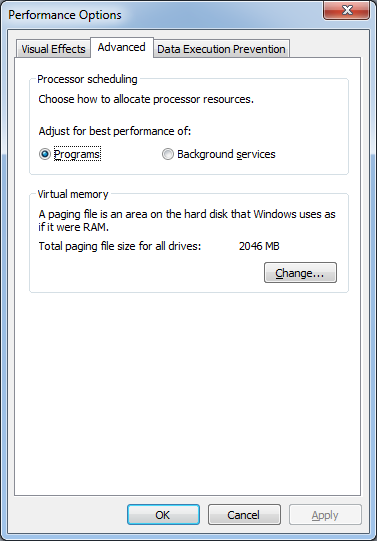 Performance Options
Visual Effects Advanced Data Execution Prevention
Processor scheduling
Choose how to allocate processor resources.
Adjust for best performance of:
Programs Background services
Virtual memory
A paging file is an area on the hard disk that Windows uses as
if it were RAM.
Total paging file size for all drives: 2046 MB
Change...
OK Cancel Apply